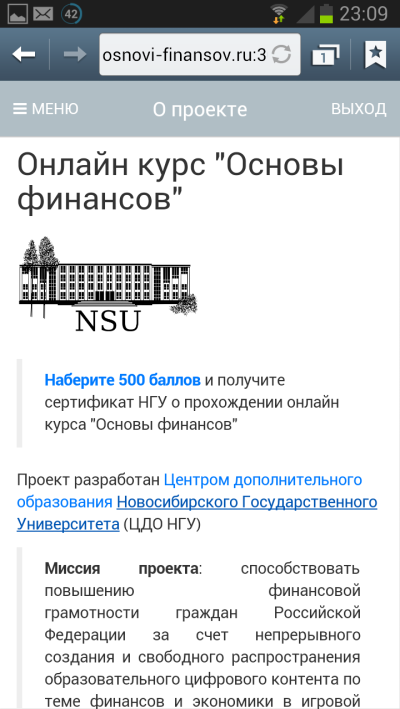 42
23:09
osnovi-finansov.ru:3
1
МЕНЮ
О проекте
ВЫХОД
Онлайн курс "Основы
финансов"
NSU
Наберите 500 баллов и получите
сертификат НГУ о прохождении онлайн
курса "Основы финансов"
Проект разработан Центром дополнительного
образования Новосибирского Государственного
Университета (ЦДО НГУ)
Миссия проекта: способствовать
повышению финансовой
грамотности граждан Российской
Федерации за счет непрерывного
создания и свободного распространения
образовательного цифрового контента по
теме финансов и экономики в игровой